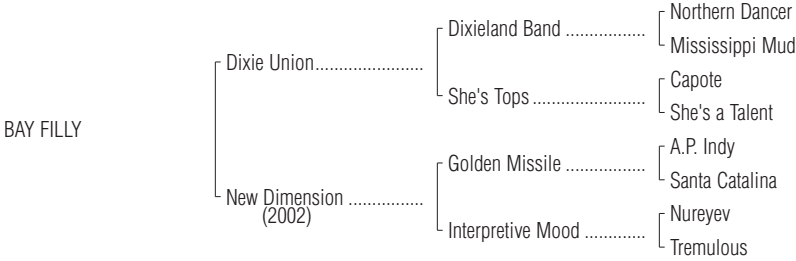 Northern Dancer
Dixieland Band ................
Mississippi Mud
Dixie Union.......................
Capote
She's Tops ........................
She's a Talent
BAY FILLY
A.P. Indy
Golden Missile .................
Santa Catalina
New Dimension ................
(2002)
Nureyev
Interpretive Mood .............
Tremulous